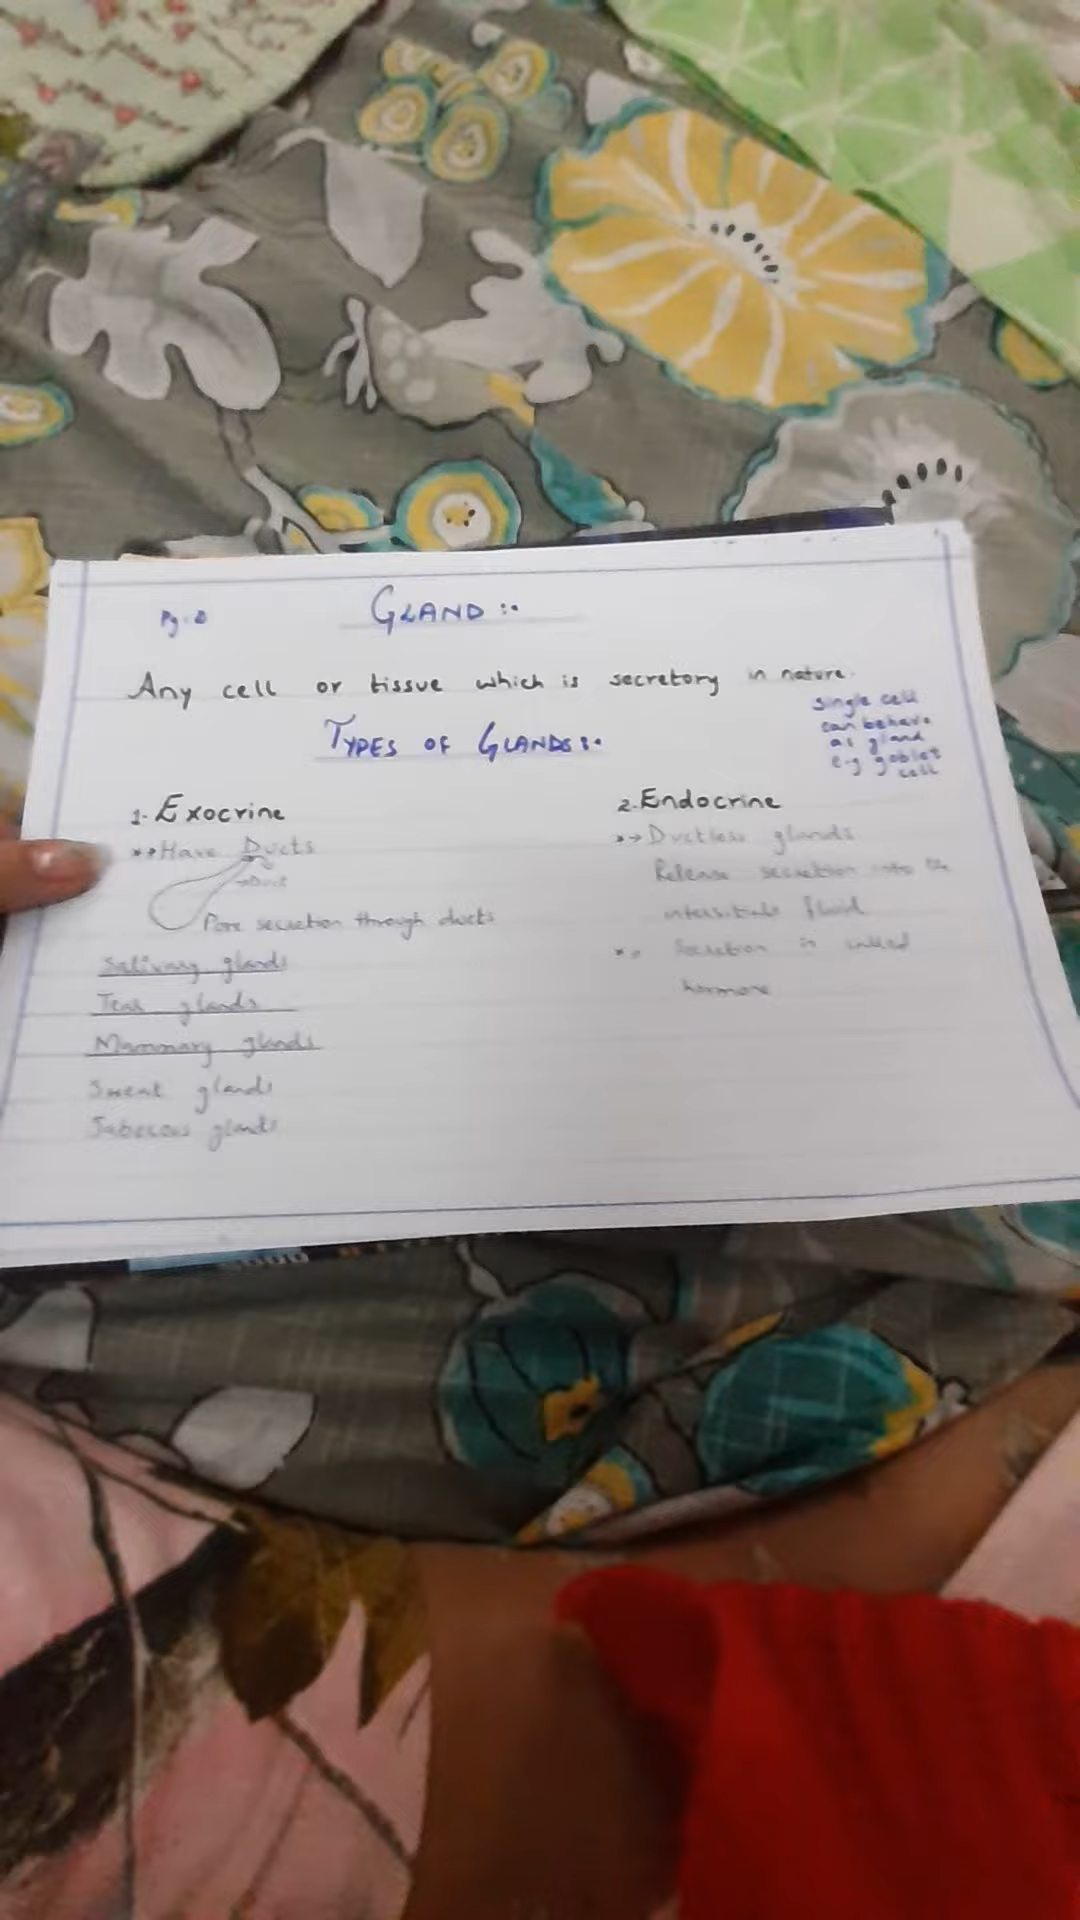 GLAND:.
Any cell or tissue which is secretory in nature.
single cell
can behave
as gland
e.g goblet
cell
TYPES OF GLANDS:.
1. Exocrine
Have Ducts
→Duct
Pore secretion through ducts
Salivary glands
Tear glands
Mammary glands
Sweat glands
Sabecous glands
2. Endocrine
→ Ductless glands
Release secretion into the
fluid
Secretion is called
hormone